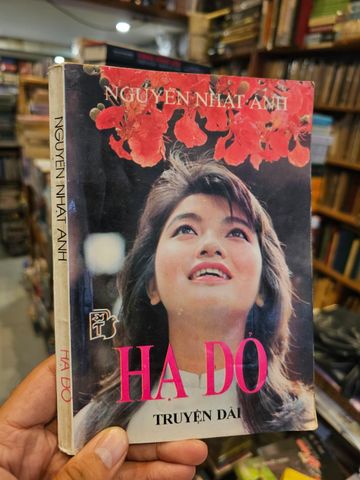 NGUYỄN NHẬT ÁNH
HẠ ĐỎ
TRUYỆN DÀI
NGUYỄN NHẬT ÁNH
HẠ ĐỎ